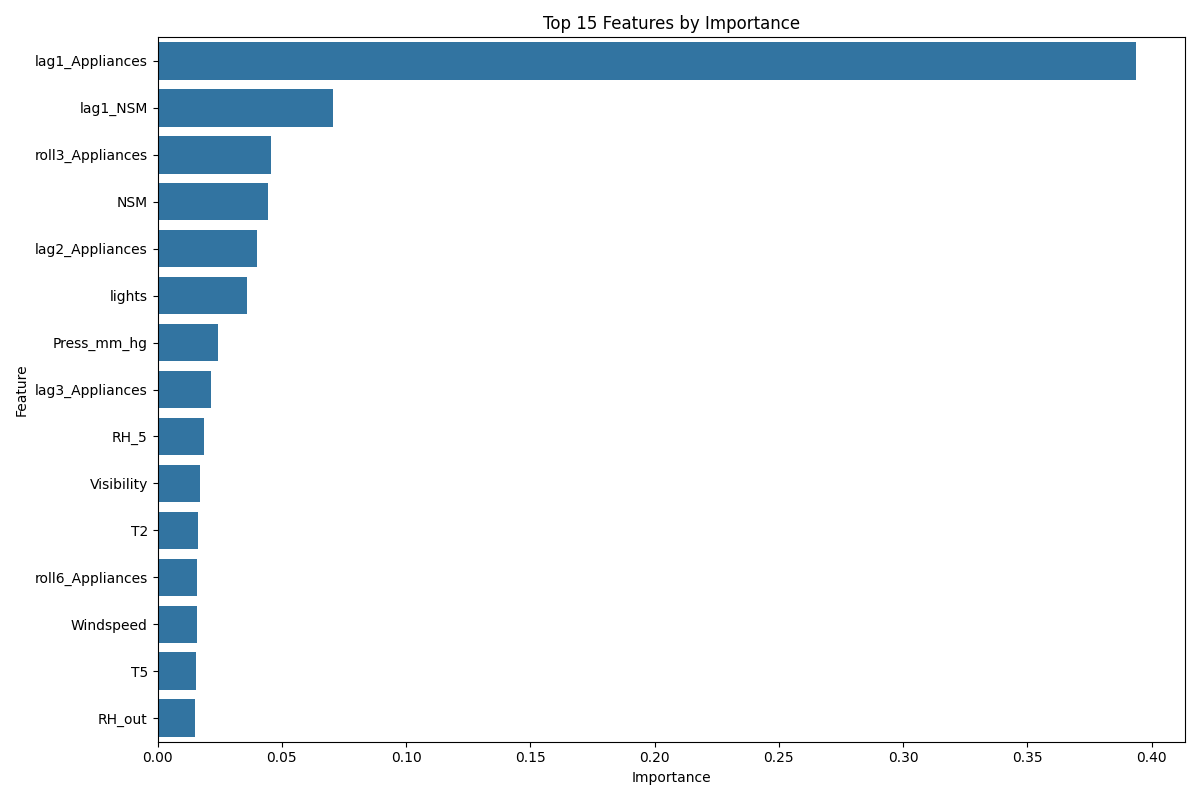 Top 15 Features by Importance
lag1_Appliances
lag1_NSM
roll3_Appliances
NSM
lag2_Appliances
lights
Press_mm_hg
lag3_Appliances
RH_5
Visibility
T2
roll6_Appliances
Windspeed
T5
RH_out
Feature
0.00 0.05 0.10 0.15 0.20 0.25 0.30 0.35 0.40
Importance